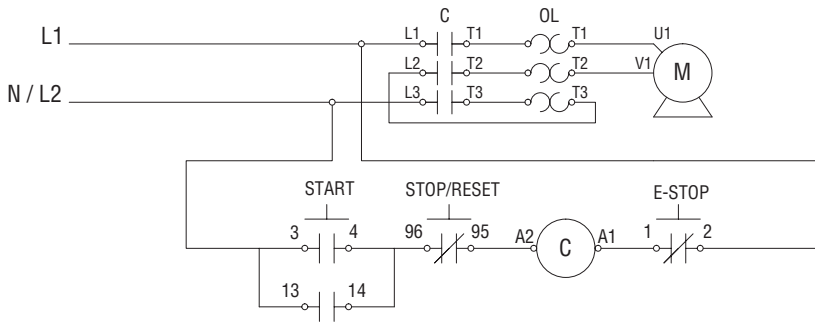 C OL
L1 L1 T1 T1 U1
L2 T2 T2 V1 M
N / L2 L3 T3 T3
START STOP/RESET E-STOP
3 4 96 95 A2 C A1 1 2
13 14